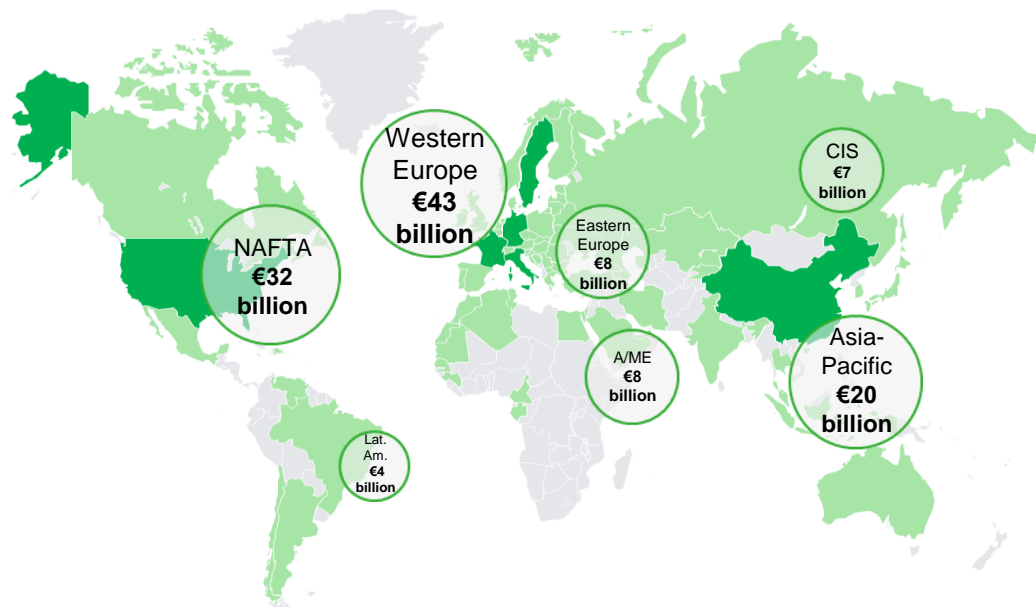 Western
Europe
€43
billion
CIS
€7
billion
NAFTA
€32
billion
Eastern
Europe
€8
billion
A/ME
€8
billion
Asia-
Pacific
€20
billion
Lat.
Am.
€4
billion